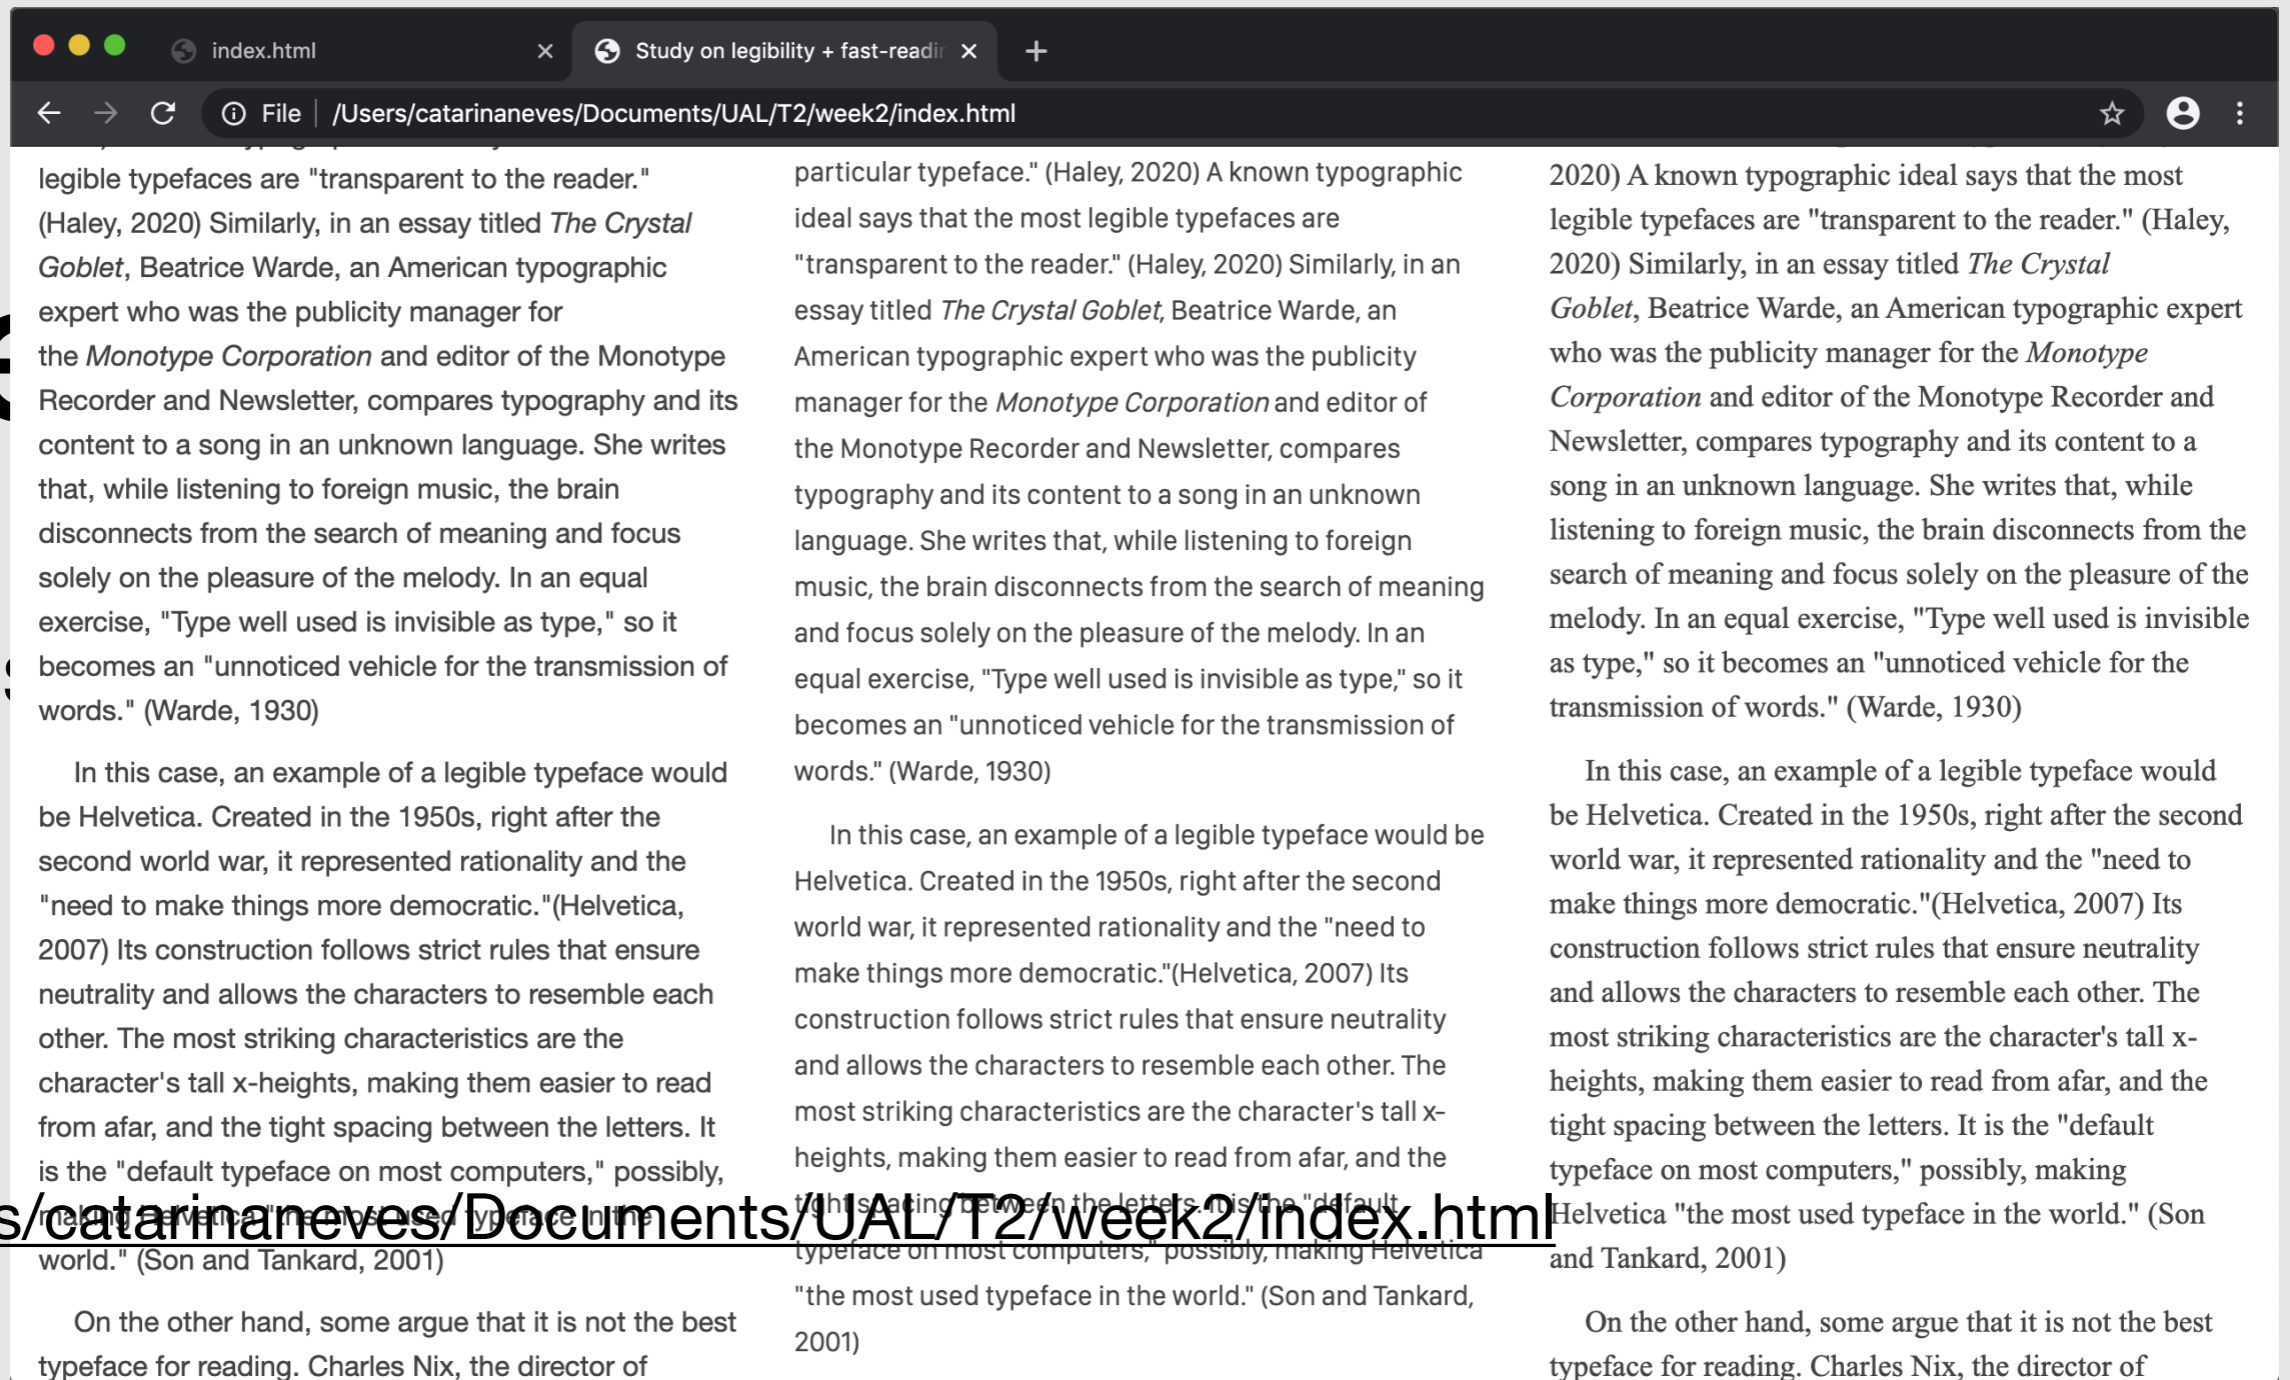 index.html
Study on legibility + fast-readin
File
/Users/catarinaneves/Documents/UAL/T2/week2/index.html
legible typefaces are "transparent to the reader."
(Haley, 2020) Similarly, in an essay titled The Crystal
Goblet, Beatrice Warde, an American typographic
expert who was the publicity manager for
the Monotype Corporation and editor of the Monotype
Recorder and Newsletter, compares typography and its
content to a song in an unknown language. She writes
that, while listening to foreign music, the brain
disconnects from the search of meaning and focus
solely on the pleasure of the melody. In an equal
exercise, "Type well used is invisible as type," so it
becomes an "unnoticed vehicle for the transmission of
words." (Warde, 1930)
In this case, an example of a legible typeface would
be Helvetica. Created in the 1950s, right after the
second world war, it represented rationality and the
"need to make things more democratic."(Helvetica,
2007) Its construction follows strict rules that ensure
neutrality and allows the characters to resemble each
other. The most striking characteristics are the
character's tall x-heights, making them easier to read
from afar, and the tight spacing between the letters. It
is the "default typeface on most computers," possibly,
making Helvetica "the most used typeface in the
world." (Son and Tankard, 2001)
On the other hand, some argue that it is not the best
typeface for reading. Charles Nix, the director of
particular typeface." (Haley, 2020) A known typographic
ideal says that the most legible typefaces are
"transparent to the reader." (Haley, 2020) Similarly, in an
essay titled The Crystal Goblet, Beatrice Warde, an
American typographic expert who was the publicity
manager for the Monotype Corporation and editor of
the Monotype Recorder and Newsletter, compares
typography and its content to a song in an unknown
language. She writes that, while listening to foreign
music, the brain disconnects from the search of meaning
and focus solely on the pleasure of the melody. In an
equal exercise, "Type well used is invisible as type," so it
becomes an "unnoticed vehicle for the transmission of
words." (Warde, 1930)
In this case, an example of a legible typeface would be
Helvetica. Created in the 1950s, right after the second
world war, it represented rationality and the "need to
make things more democratic."(Helvetica, 2007) Its
construction follows strict rules that ensure neutrality
and allows the characters to resemble each other. The
most striking characteristics are the character's tall x-
heights, making them easier to read from afar, and the
tight spacing between the letters. It is the "default
typeface on most computers," possibly, making Helvetica
"the most used typeface in the world." (Son and Tankard,
2001)
2020) A known typographic ideal says that the most
legible typefaces are "transparent to the reader." (Haley,
2020) Similarly, in an essay titled The Crystal
Goblet, Beatrice Warde, an American typographic expert
who was the publicity manager for the Monotype
Corporation and editor of the Monotype Recorder and
Newsletter, compares typography and its content to a
song in an unknown language. She writes that, while
listening to foreign music, the brain disconnects from the
search of meaning and focus solely on the pleasure of the
melody. In an equal exercise, "Type well used is invisible
as type," so it becomes an "unnoticed vehicle for the
transmission of words." (Warde, 1930)
In this case, an example of a legible typeface would
be Helvetica. Created in the 1950s, right after the second
world war, it represented rationality and the "need to
make things more democratic."(Helvetica, 2007) Its
construction follows strict rules that ensure neutrality
and allows the characters to resemble each other. The
most striking characteristics are the character's tall x-
heights, making them easier to read from afar, and the
tight spacing between the letters. It is the "default
typeface on most computers," possibly, making
Helvetica "the most used typeface in the world." (Son
and Tankard, 2001)
On the other hand, some argue that it is not the best
typeface for reading. Charles Nix, the director of
s/catarinaneves/Documents/UAL/T2/week2/index.html